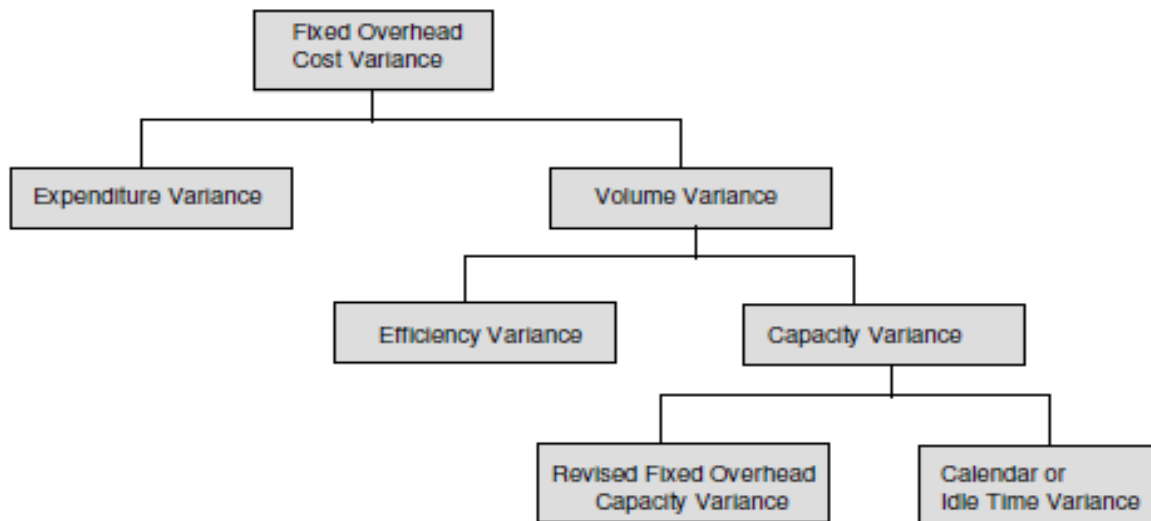 Fixed Overhead
Cost Variance
Expenditure Variance
Volume Variance
Efficiency Variance
Capacity Variance
Revised Fixed Overhead
Capacity Variance
Calendar or
Idle Time Variance